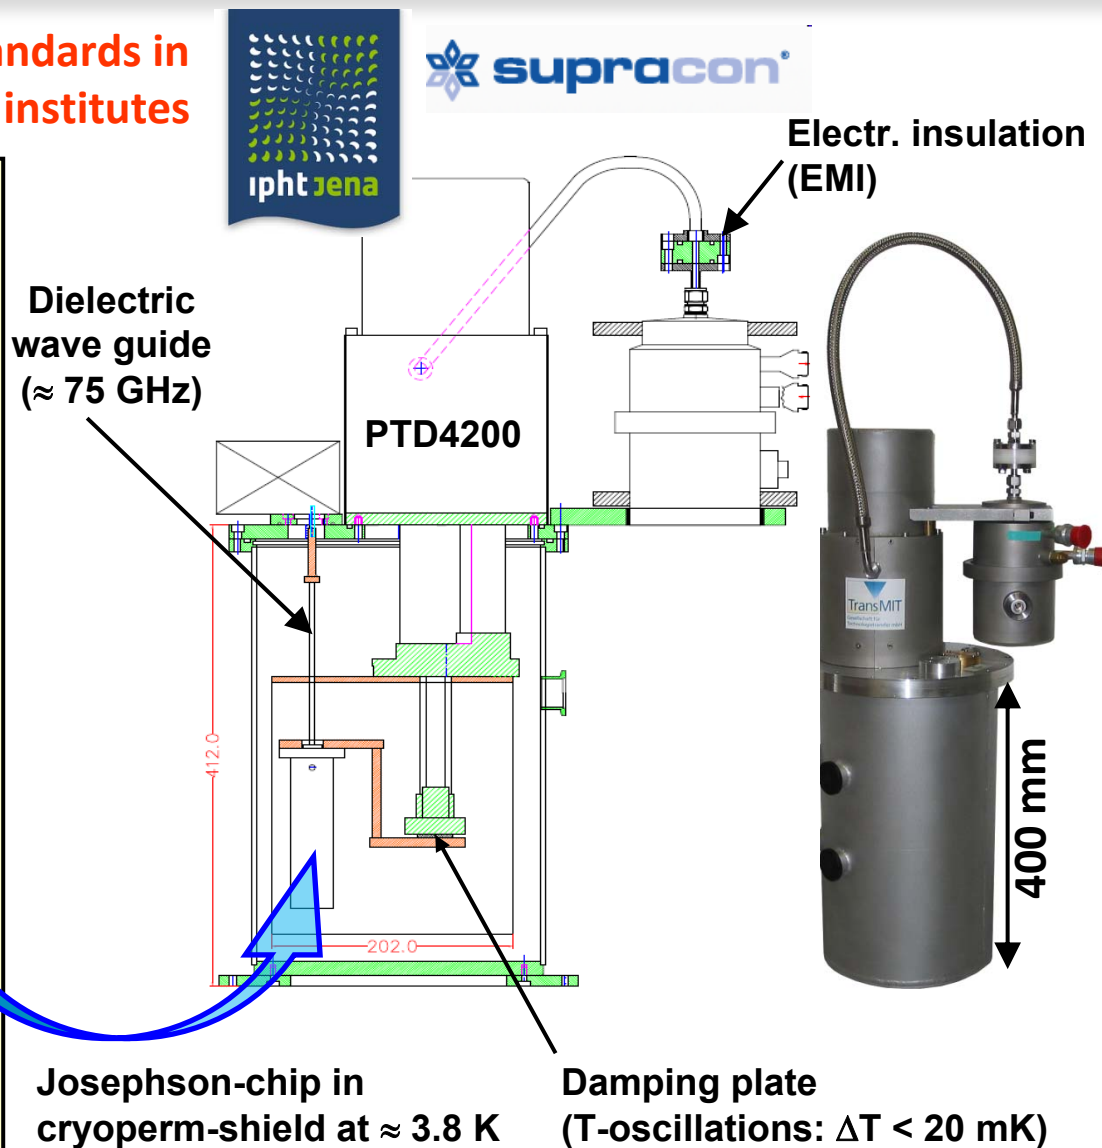 andards in
institutes
ipht jena
supracon®
Electr. insulation
(EMI)
Dielectric
wave guide
(≈ 75 GHz)
PTD4200
TransMIT
412.0
202.0
400 mm
Josephson-chip in
cryoperm-shield at ≈ 3.8 K
Damping plate
(T-oscillations: ΔT < 20 mK)